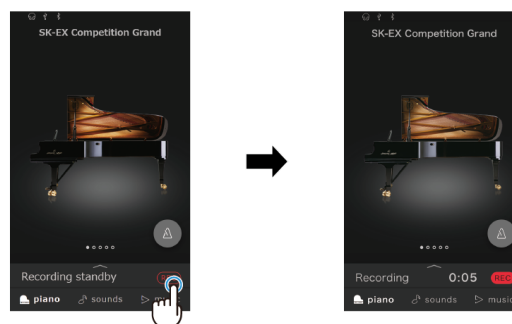 SK-EX Competition Grand
Recording standby
piano sounds
SK-EX Competition Grand
Recording 0:05 REC
piano sounds music